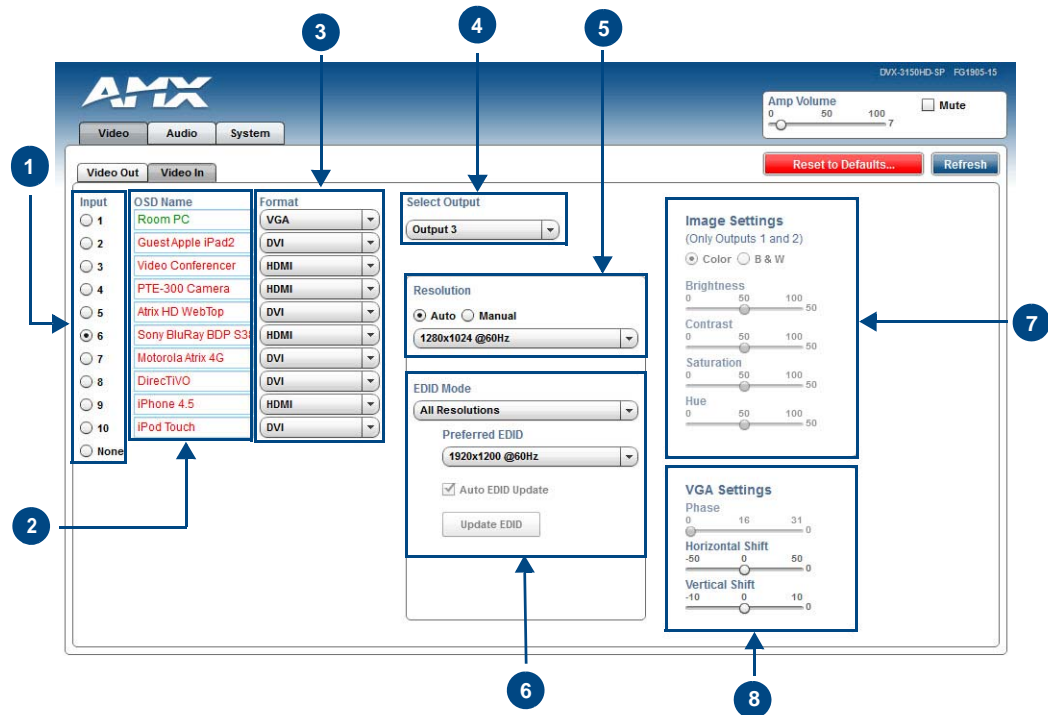 3
4
5
DVX-3150HD-SP FG1905-15
AMX
Amp Volume
0 50 100
7
Mute
Video Audio System
1
Video Out Video In
Reset to Defaults... Refresh
Input OSD Name Format
1 Room PC VGA
2 Guest Apple iPad2 DVI
3 Video Conferencer HDMI
4 PTE-300 Camera HDMI
5 Atrix HD WebTop DVI
6 Sony BluRay BDP S38 HDMI
7 Motorola Atrix 4G DVI
8 DirecTiVO DVI
9 iPhone 4.5 HDMI
10 iPod Touch DVI
None
2
Select Output
Output 3
Resolution
Auto Manual
1280x1024 @60Hz
EDID Mode
All Resolutions
Preferred EDID
1920x1200 @60Hz
Auto EDID Update
Update EDID
6
Image Settings
(Only Outputs 1 and 2)
Color B & W
Brightness
0 50 100
50
Contrast
0 50 100
50
Saturation
0 50 100
50
Hue
0 50 100
50
7
VGA Settings
Phase
0 16 31
0
Horizontal Shift
-50 0 50
0
Vertical Shift
-10 0 10
0
8